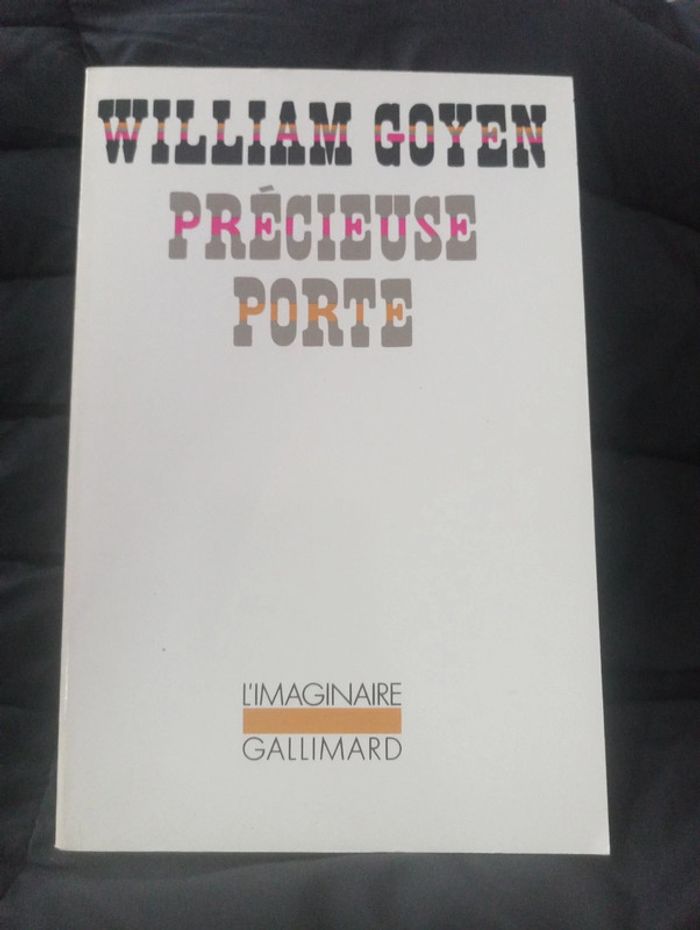 WILLIAM GOYEN
PRÉCIEUSE
PORTE
L'IMAGINAIRE
GALLIMARD